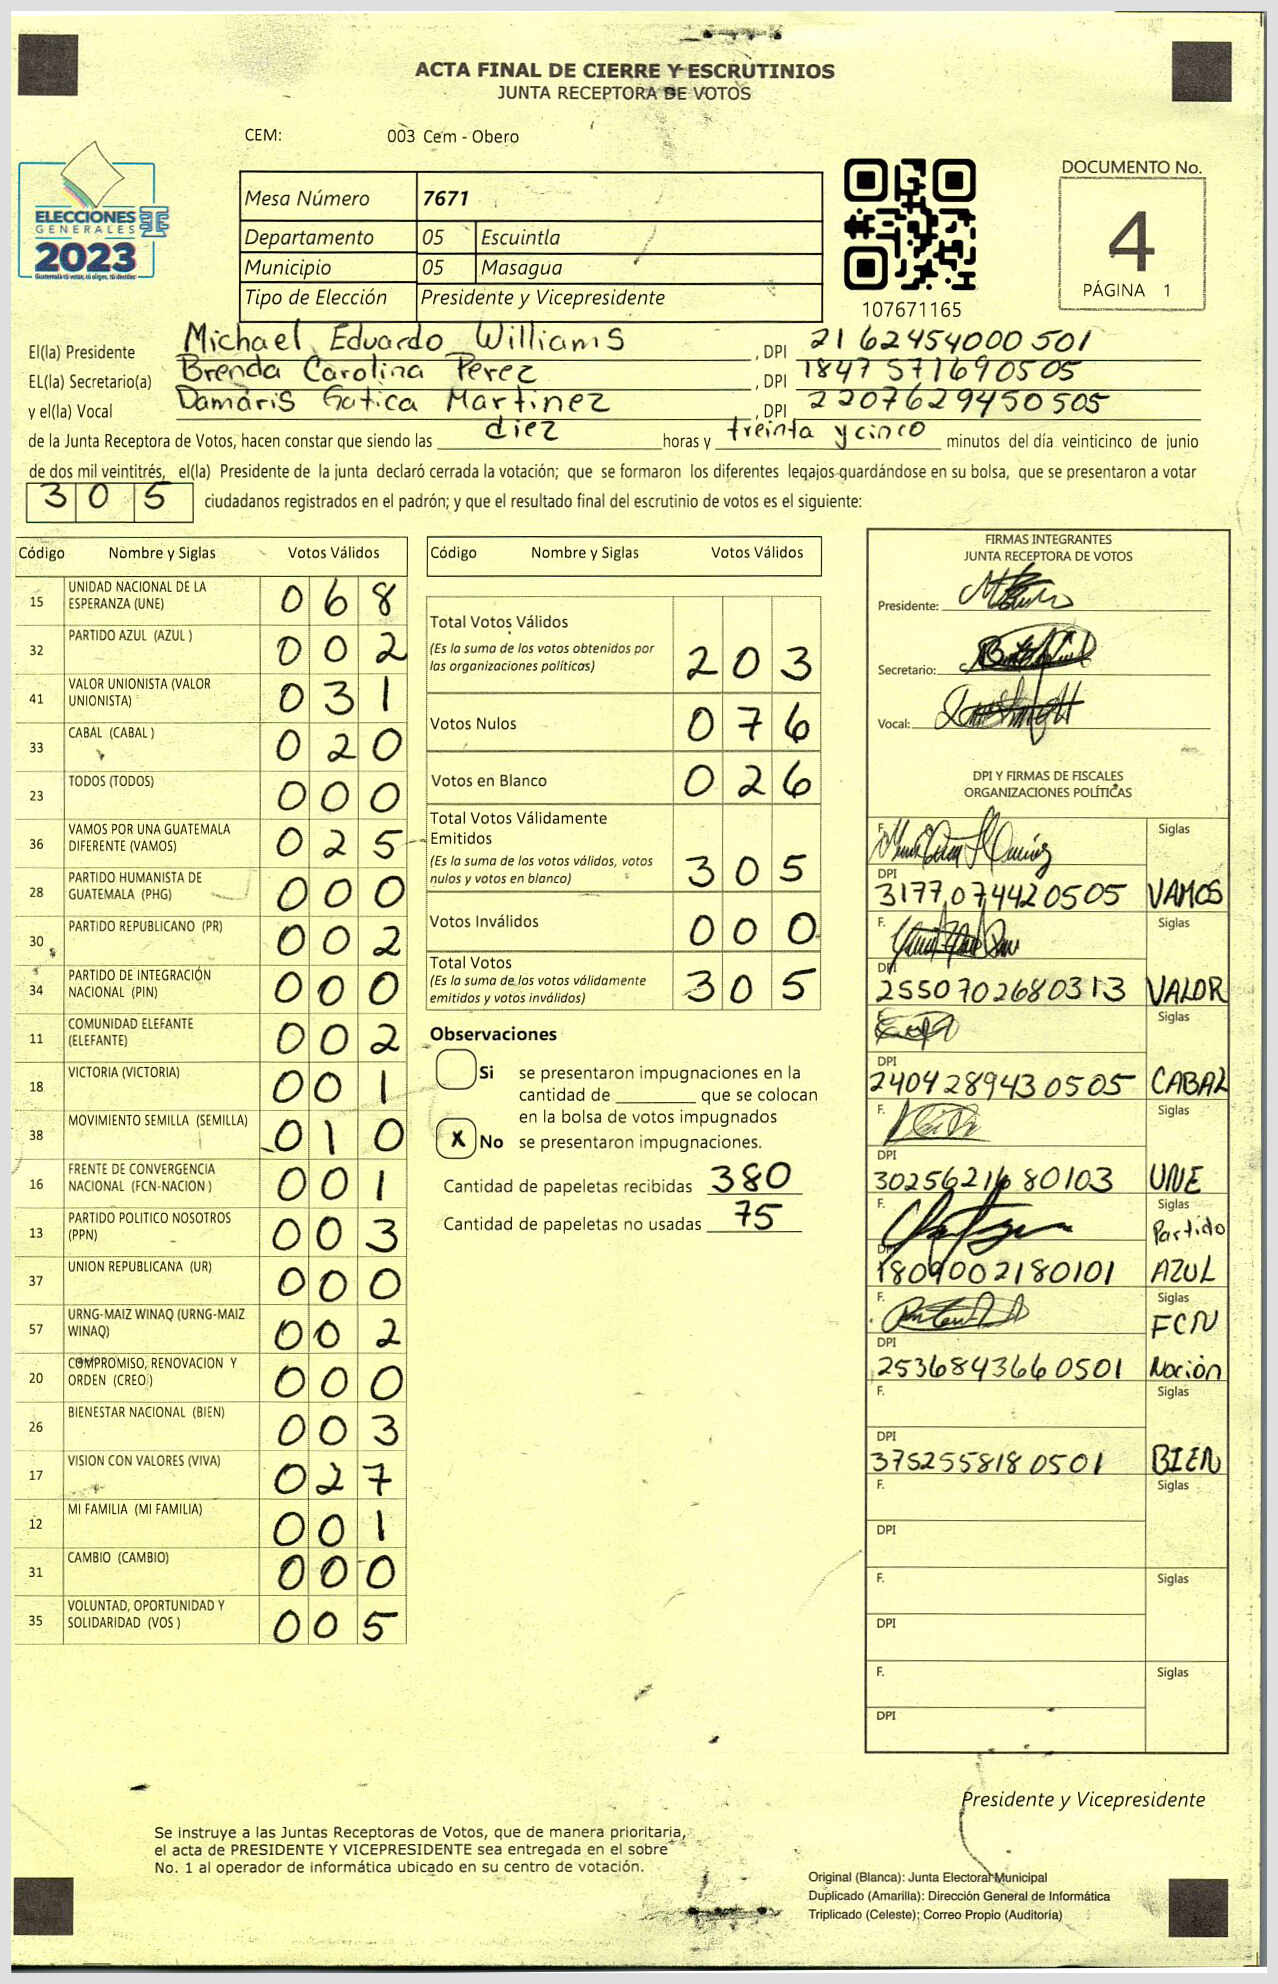 ACTA FINAL DE CIERRE Y ESCRUTINIOS
JUNTA RECEPTORA DE VOTOS
CEM: 003 Cem - Obero
ELECCIONES
GENERALES
2023
Guatemala tú votas, tú eliges, tú decides
Mesa Número 7671
Departamento 05 Escuintla
Municipio 05 Masagua
Tipo de Elección Presidente y Vicepresidente
107671165
DOCUMENTO No.
4
PÁGINA 1
El(la) Presidente Michael Eduardo Williams, DPI 2162454000501
EL(la) Secretario(a) Brenda Carolina Perez, DPI 1847571690505
y el(la) Vocal Damaris Gatica Martinez, DPI 2207629450505
de la Junta Receptora de Votos, hacen constar que siendo las diez horas y treinta y cinco minutos del día veinticinco de junio
de dos mil veintitrés, el(la) Presidente de la junta declaró cerrada la votación; que se formaron los diferentes legajos guardándose en su bolsa, que se presentaron a votar
305 ciudadanos registrados en el padrón; y que el resultado final del escrutinio de votos es el siguiente:
Código Nombre y Siglas Votos Válidos
15 UNIDAD NACIONAL DE LA ESPERANZA (UNE) 068
32 PARTIDO AZUL (AZUL ) 002
41 VALOR UNIONISTA (VALOR UNIONISTA) 031
33 CABAL (CABAL ) 020
23 TODOS (TODOS) 000
36 VAMOS POR UNA GUATEMALA DIFERENTE (VAMOS) 025
28 PARTIDO HUMANISTA DE GUATEMALA (PHG) 000
30 PARTIDO REPUBLICANO (PR) 002
34 PARTIDO DE INTEGRACIÓN NACIONAL (PIN) 000
11 COMUNIDAD ELEFANTE (ELEFANTE) 002
18 VICTORIA (VICTORIA) 001
38 MOVIMIENTO SEMILLA (SEMILLA) 010
16 FRENTE DE CONVERGENCIA NACIONAL (FCN-NACION ) 001
13 PARTIDO POLITICO NOSOTROS (PPN) 003
37 UNION REPUBLICANA (UR) 000
57 URNG-MAIZ WINAQ (URNG-MAIZ WINAQ) 002
20 COMPROMISO, RENOVACION Y ORDEN (CREO ) 000
26 BIENESTAR NACIONAL (BIEN) 003
17 VISION CON VALORES (VIVA) 027
12 MI FAMILIA (MI FAMILIA) 001
31 CAMBIO (CAMBIO) 000
35 VOLUNTAD, OPORTUNIDAD Y SOLIDARIDAD (VOS ) 005
Código Nombre y Siglas Votos Válidos
Total Votos Válidos
(Es la suma de los votos obtenidos por
las organizaciones políticas) 203
Votos Nulos 076
Votos en Blanco 026
Total Votos Válidamente
Emitidos
(Es la suma de los votos válidos, votos
nulos y votos en blanco) 305
Votos Inválidos 000
Total Votos
(Es la suma de los votos válidamente
emitidos y votos inválidos) 305
Observaciones
Si se presentaron impugnaciones en la
cantidad de ________ que se colocan
en la bolsa de votos impugnados
X No se presentaron impugnaciones.
Cantidad de papeletas recibidas 380
Cantidad de papeletas no usadas 75
FIRMAS INTEGRANTES
JUNTA RECEPTORA DE VOTOS
Presidente:
Secretario:
Vocal:
DPI Y FIRMAS DE FISCALES
ORGANIZACIONES POLÍTICAS
F. Siglas
DPI
3177074420505 VAMOS
F. Siglas
DPI
2550702680313 VALOR
F. Siglas
DPI
2404289430505 CABAL
F. Siglas
DPI
3025621680103 UNE
F. Siglas
Partido
DPI
1809002180101 AZUL
F. Siglas
FCN
DPI
2536843660501 Nación
F. Siglas
DPI
3752558180501 BIEN
F. Siglas
DPI
F. Siglas
DPI
F. Siglas
DPI
Presidente y Vicepresidente
Se instruye a las Juntas Receptoras de Votos, que de manera prioritaria,
el acta de PRESIDENTE Y VICEPRESIDENTE sea entregada en el sobre
No. 1 al operador de informática ubicado en su centro de votación.
Original (Blanca): Junta Electoral Municipal
Duplicado (Amarilla): Dirección General de Informática
Triplicado (Celeste): Correo Propio (Auditoría)